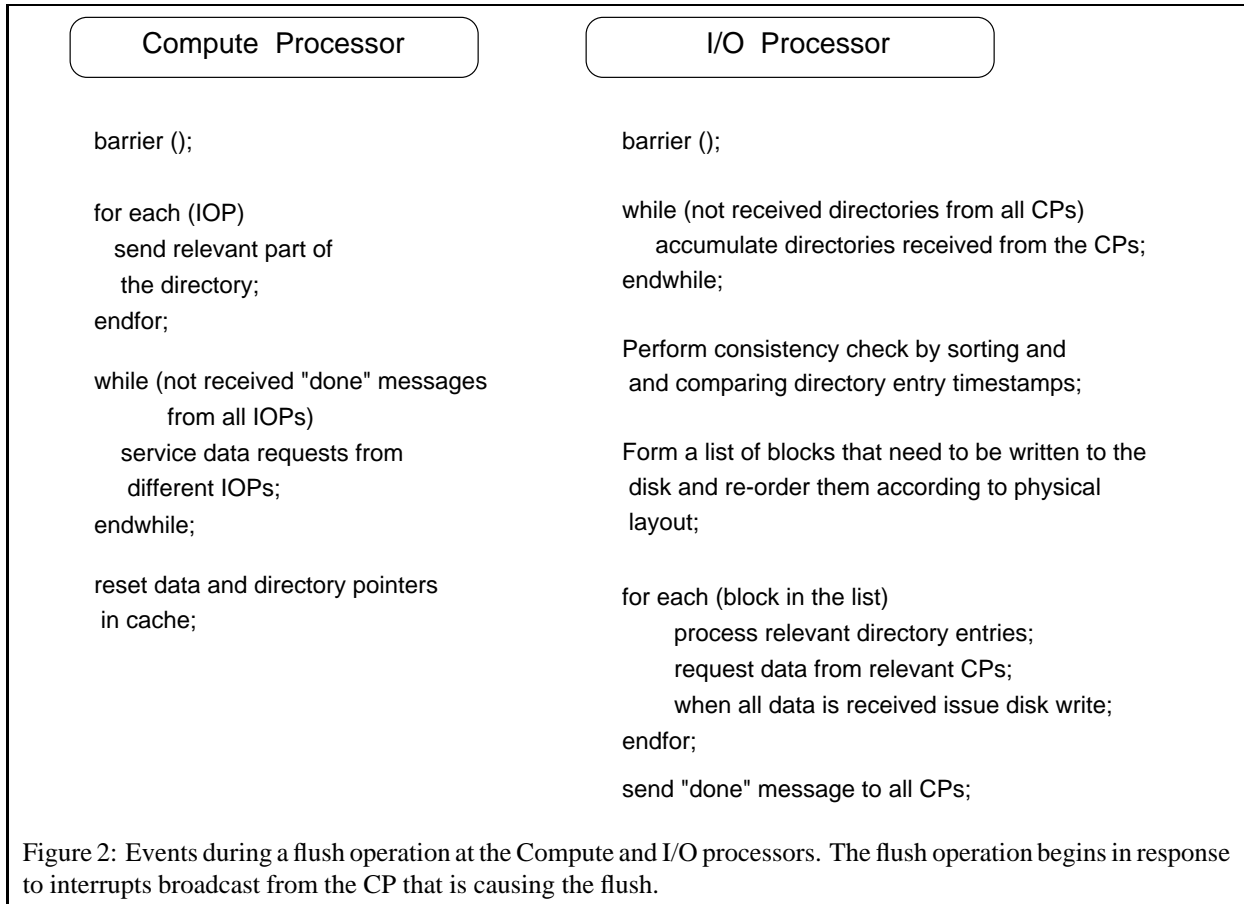 Compute Processor
barrier ();
for each (IOP)
send relevant part of
the directory;
endfor;
while (not received "done" messages
from all IOPs)
service data requests from
different IOPs;
endwhile;
reset data and directory pointers
in cache;
I/O Processor
barrier ();
while (not received directories from all CPs)
accumulate directories received from the CPs;
endwhile;
Perform consistency check by sorting and
and comparing directory entry timestamps;
Form a list of blocks that need to be written to the
disk and re-order them according to physical
layout;
for each (block in the list)
process relevant directory entries;
request data from relevant CPs;
when all data is received issue disk write;
endfor;
send "done" message to all CPs;
Figure 2: Events during a flush operation at the Compute and I/O processors. The flush operation begins in response
to interrupts broadcast from the CP that is causing the flush.